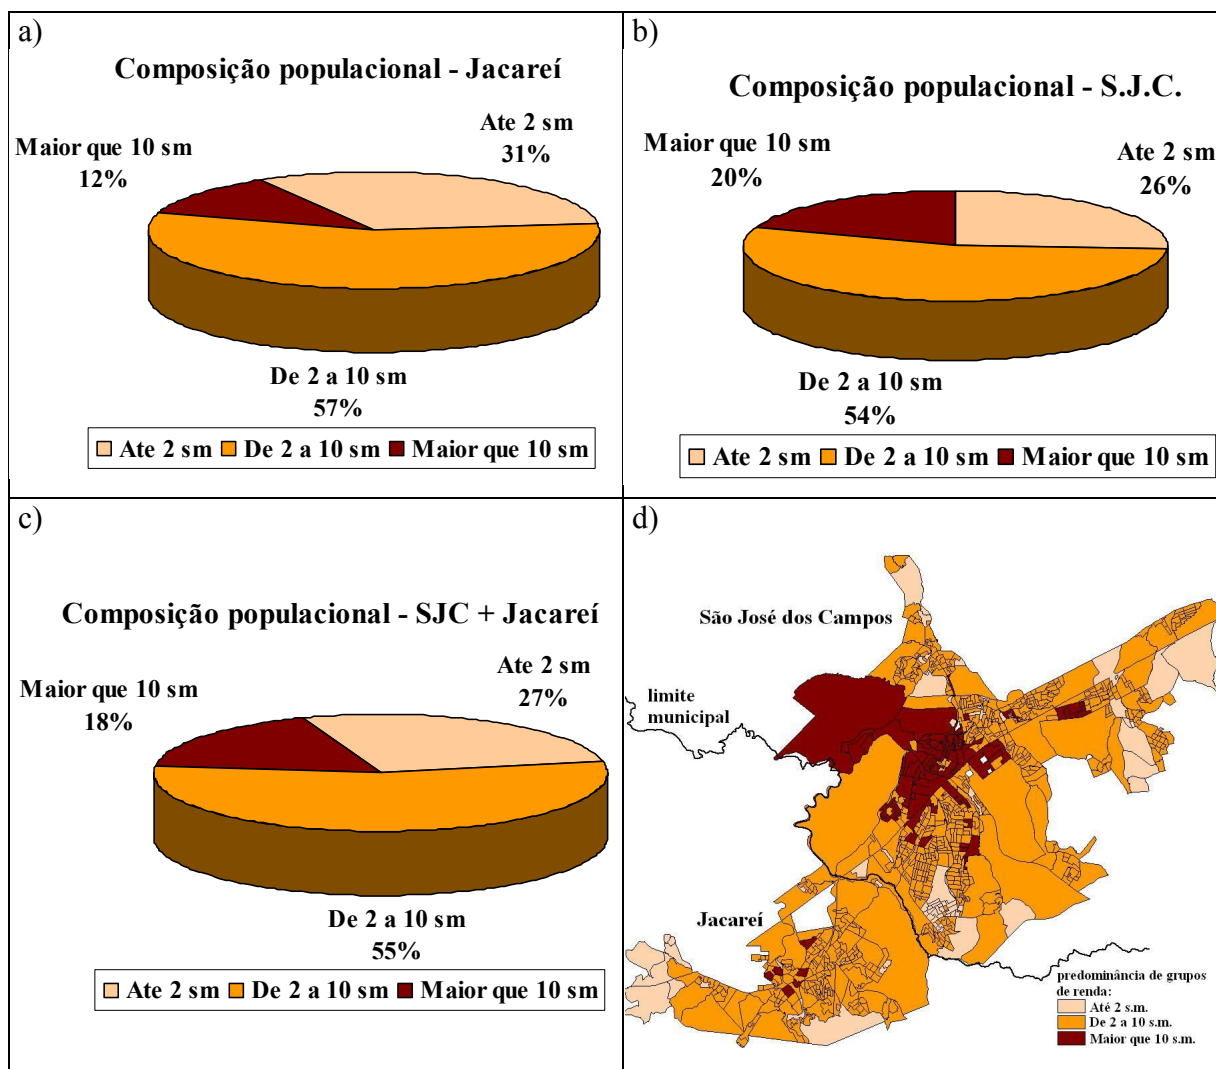 a)
Composição populacional - Jacareí
Ate 2 sm
31%
Maior que 10 sm
12%
De 2 a 10 sm
57%
Ate 2 sm De 2 a 10 sm Maior que 10 sm
b)
Composição populacional - S.J.C.
Maior que 10 sm
20%
Ate 2 sm
26%
De 2 a 10 sm
54%
Ate 2 sm De 2 a 10 sm Maior que 10 sm
c)
Composição populacional - SJC + Jacareí
Ate 2 sm
27%
Maior que 10 sm
18%
De 2 a 10 sm
55%
Ate 2 sm De 2 a 10 sm Maior que 10 sm
d)
São José dos Campos
limite
municipal
Jacareí
predominância de grupos
de renda:
Até 2 s.m.
De 2 a 10 s.m.
Maior que 10 s.m.